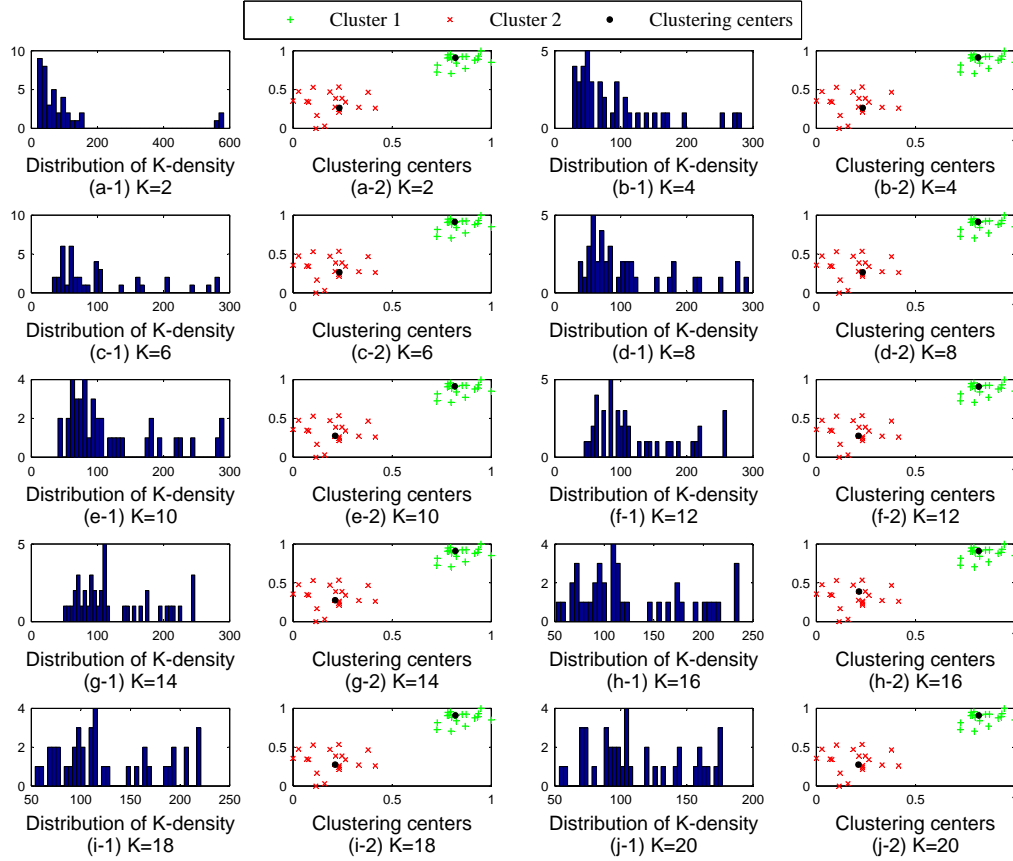 Cluster 1 Cluster 2 Clustering centers
10
5
0
0 200 400 600
Distribution of K-density
(a-1) K=2
1
0.5
0
0 0.5 1
Clustering centers
(a-2) K=2
5
0
0 100 200 300
Distribution of K-density
(b-1) K=4
1
0.5
0
0 0.5 1
Clustering centers
(b-2) K=4
10
5
0
0 100 200 300
Distribution of K-density
(c-1) K=6
1
0.5
0
0 0.5 1
Clustering centers
(c-2) K=6
5
0
0 100 200 300
Distribution of K-density
(d-1) K=8
1
0.5
0
0 0.5 1
Clustering centers
(d-2) K=8
4
2
0
0 100 200 300
Distribution of K-density
(e-1) K=10
1
0.5
0
0 0.5 1
Clustering centers
(e-2) K=10
5
0
0 100 200 300
Distribution of K-density
(f-1) K=12
1
0.5
0
0 0.5 1
Clustering centers
(f-2) K=12
5
0
0 100 200 300
Distribution of K-density
(g-1) K=14
1
0.5
0
0 0.5 1
Clustering centers
(g-2) K=14
4
2
0
50 100 150 200 250
Distribution of K-density
(h-1) K=16
1
0.5
0
0 0.5 1
Clustering centers
(h-2) K=16
4
2
0
50 100 150 200 250
Distribution of K-density
(i-1) K=18
1
0.5
0
0 0.5 1
Clustering centers
(i-2) K=18
4
2
0
50 100 150 200
Distribution of K-density
(j-1) K=20
1
0.5
0
0 0.5 1
Clustering centers
(j-2) K=20